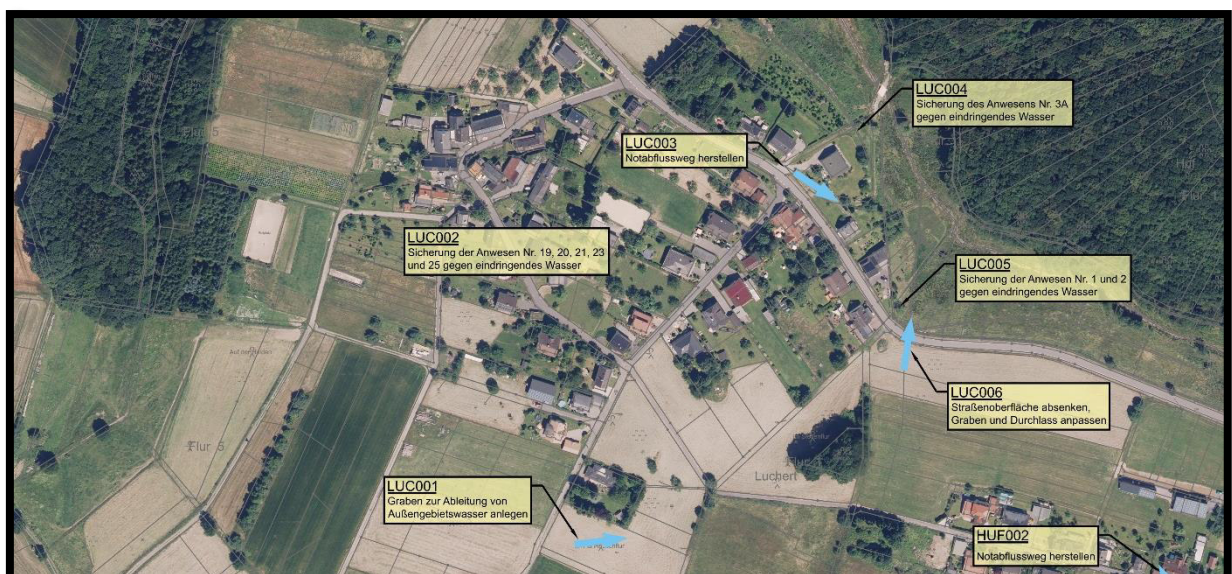 LUC004
Sicherung des Anwesens Nr. 3A
gegen eindringendes Wasser
LUC003
Notabflussweg herstellen
LUC002
Sicherung der Anwesen Nr. 19, 20, 21, 23
und 25 gegen eindringendes Wasser
LUC005
Sicherung der Anwesen Nr. 1 und 2
gegen eindringendes Wasser
LUC006
Straßenoberfläche absenken,
Graben und Durchlass anpassen
Flur 5
Luchert
LUC001
Graben zur Ableitung von
Außengebietswasser anlegen
HUF002
Notabflussweg herstellen